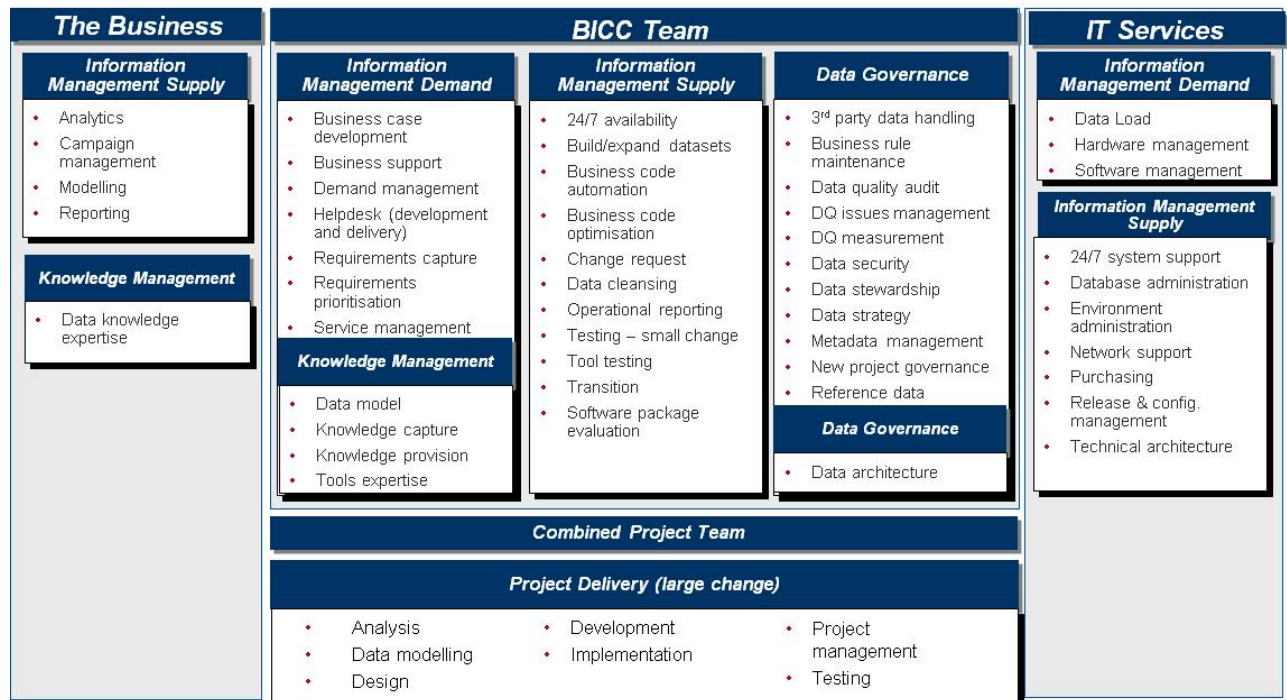 The Business
Information
Management Supply
• Analytics
• Campaign
management
• Modelling
• Reporting
Knowledge Management
• Data knowledge
expertise
BICC Team
Information
Management Demand
• Business case
development
• Business support
• Demand management
• Helpdesk (development
and delivery)
• Requirements capture
• Requirements
prioritisation
• Service management
Knowledge Management
• Data model
• Knowledge capture
• Knowledge provision
• Tools expertise
Information
Management Supply
• 24/7 availability
• Build/expand datasets
• Business code
automation
• Business code
optimisation
• Change request
• Data cleansing
• Operational reporting
• Testing – small change
• Tool testing
• Transition
• Software package
evaluation
Data Governance
• 3rd party data handling
• Business rule
maintenance
• Data quality audit
• DQ issues management
• DQ measurement
• Data security
• Data stewardship
• Data strategy
• Metadata management
• New project governance
• Reference data
Data Governance
• Data architecture
Combined Project Team
Project Delivery (large change)
• Analysis
• Data modelling
• Design
• Development
• Implementation
• Project
management
• Testing
IT Services
Information
Management Demand
• Data Load
• Hardware management
• Software management
Information Management
Supply
• 24/7 system support
• Database administration
• Environment
administration
• Network support
• Purchasing
• Release & config.
management
• Technical architecture